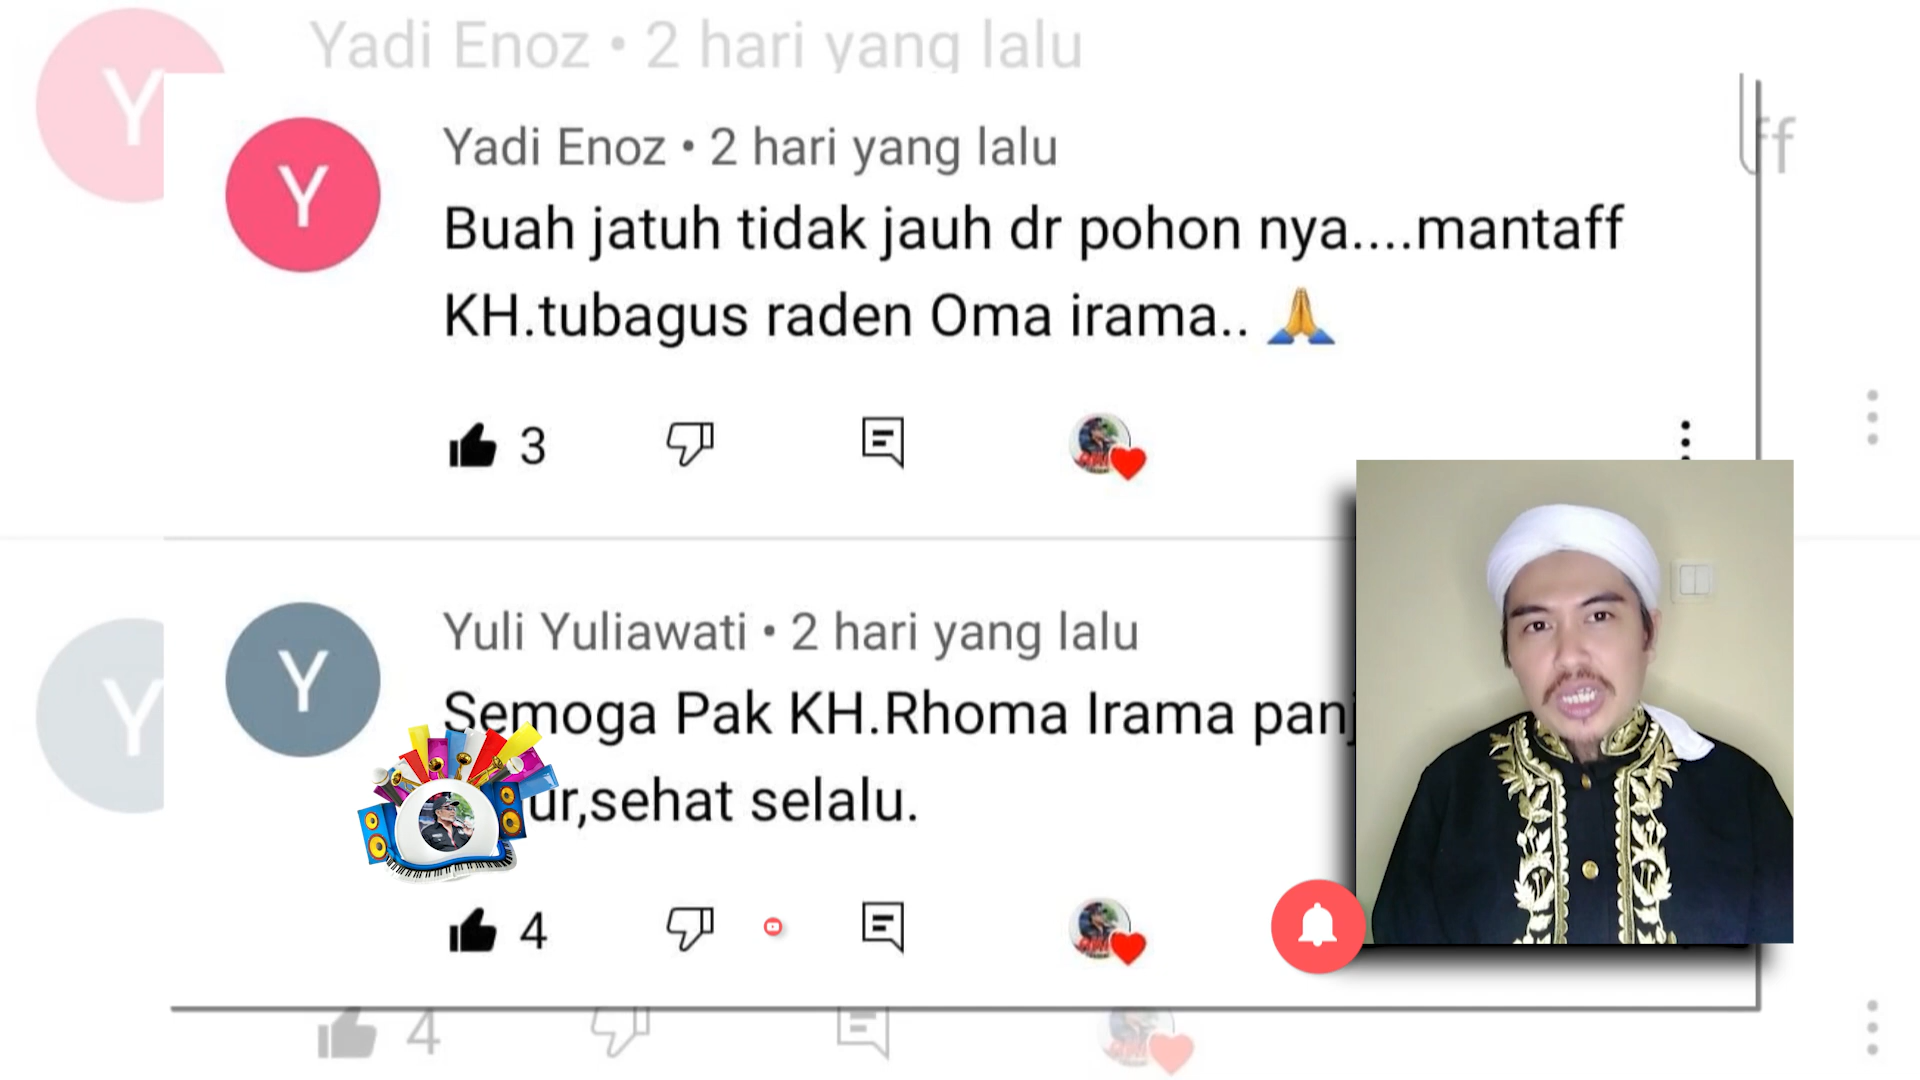 Yadi Enoz • 2 hari yang lalu
ff
Y
Yadi Enoz • 2 hari yang lalu
Y
Buah jatuh tidak jauh dr pohon nya....mantaff
KH.tubagus raden Oma irama.. 🙏
3
Y
Yuli Yuliawati • 2 hari yang lalu
Y
Semoga Pak KH.Rhoma Irama panj
ur,sehat selalu.
4
4